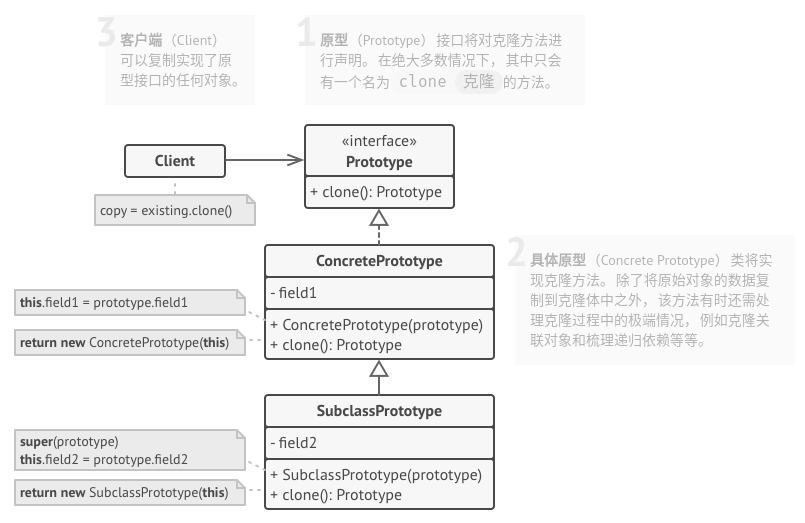 3 客户端（Client）
可以复制实现了原
型接口的任何对象。
1 原型（Prototype）接口将对克隆方法进
行声明。在绝大多数情况下，其中只会
有一个名为 clone 克隆 的方法。
Client
copy = existing.clone()
«interface»
Prototype
+ clone(): Prototype
2 具体原型（Concrete Prototype）类将实
现克隆方法。除了将原始对象的数据复
制到克隆体中之外，该方法有时还需处
理克隆过程中的极端情况，例如克隆关
联对象和梳理递归依赖等等。
ConcretePrototype
- field1
+ ConcretePrototype(prototype)
+ clone(): Prototype
this.field1 = prototype.field1
return new ConcretePrototype(this)
SubclassPrototype
- field2
+ SubclassPrototype(prototype)
+ clone(): Prototype
super(prototype)
this.field2 = prototype.field2
return new SubclassPrototype(this)